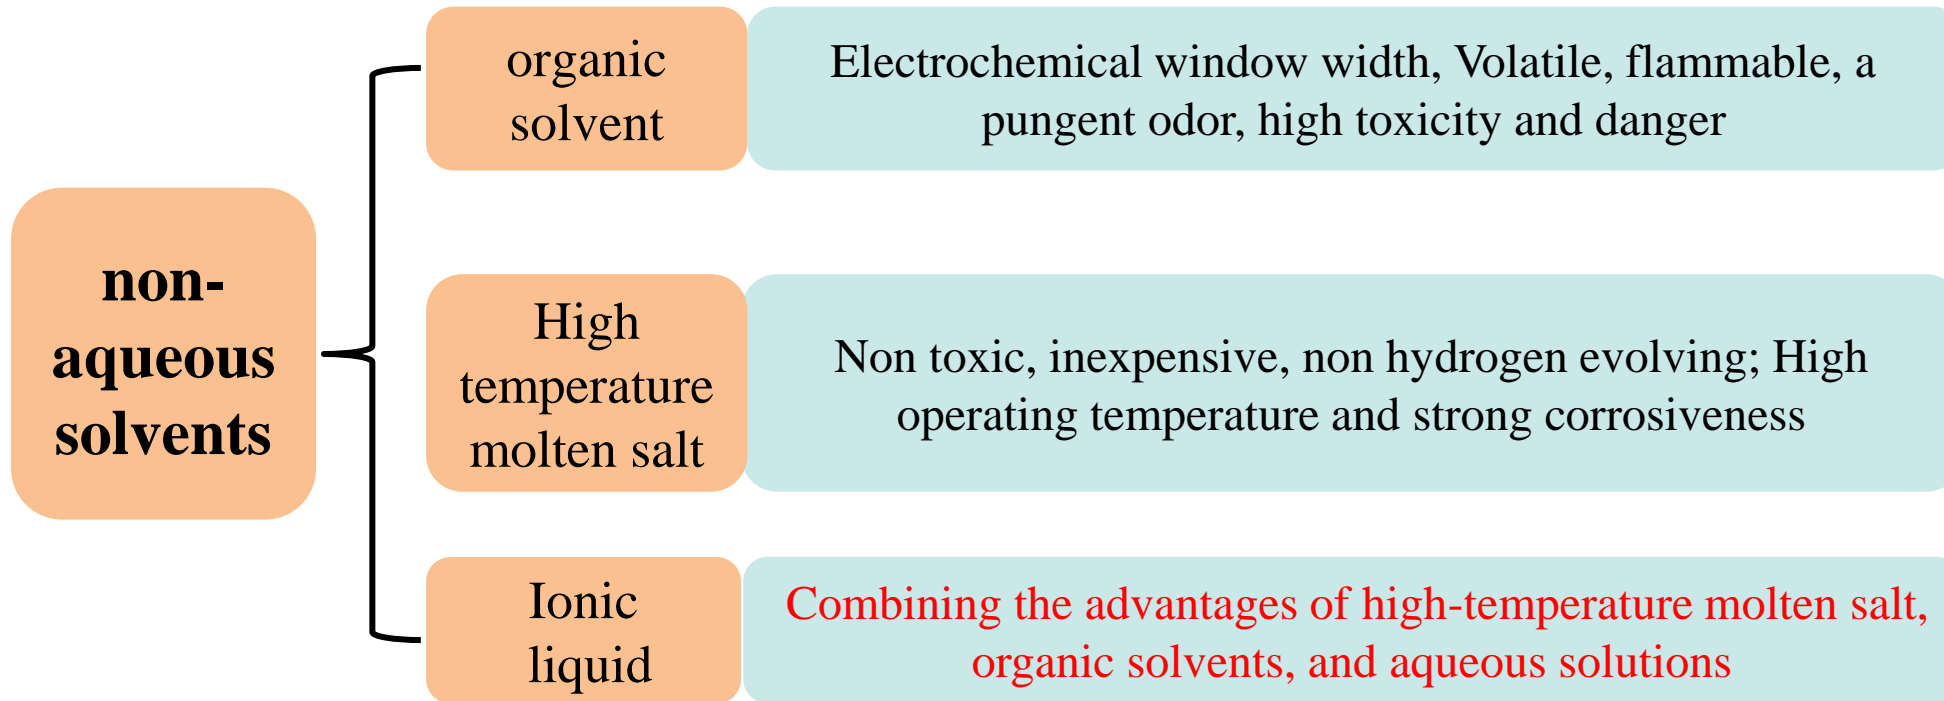 non-
aqueous
solvents
organic
solvent
Electrochemical window width, Volatile, flammable, a
pungent odor, high toxicity and danger
High
temperature
molten salt
Non toxic, inexpensive, non hydrogen evolving; High
operating temperature and strong corrosiveness
Ionic
liquid
Combining the advantages of high-temperature molten salt,
organic solvents, and aqueous solutions